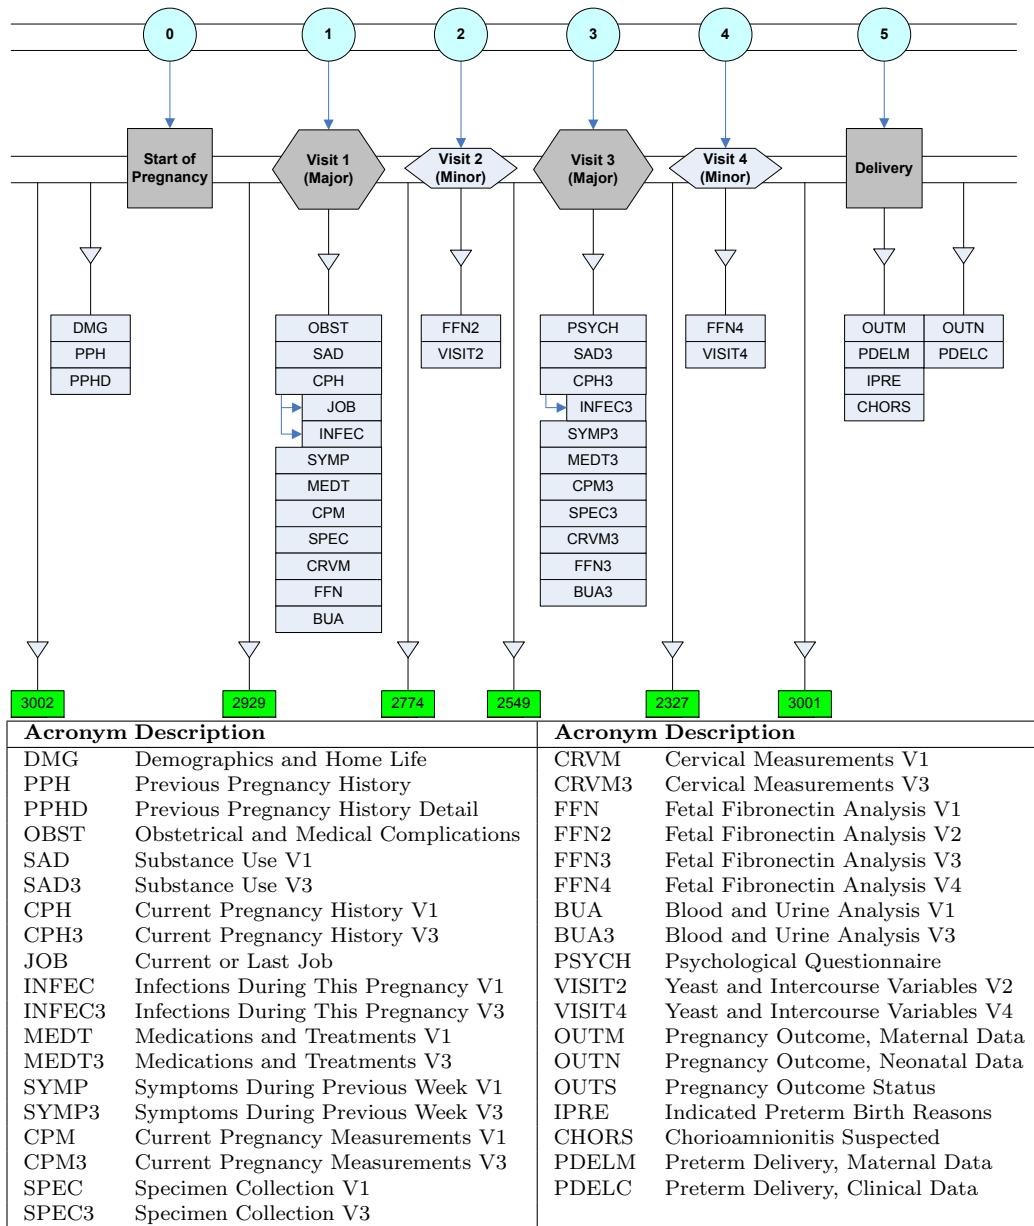 0 1 2 3 4 5
Start of
Pregnancy
Visit 1
(Major)
Visit 2
(Minor)
Visit 3
(Major)
Visit 4
(Minor)
Delivery
DMG
PPH
PPHD
OBST
SAD
CPH
JOB
INFEC
SYMP
MEDT
CPM
SPEC
CRVM
FFN
BUA
FFN2
VISIT2
PSYCH
SAD3
CPH3
INFEC3
SYMP3
MEDT3
CPM3
SPEC3
CRVM3
FFN3
BUA3
FFN4
VISIT4
OUTM
PDELM
IPRE
CHORS
OUTN
PDELC
3002 2929 2774 2549 2327 3001
Acronym Description
DMG Demographics and Home Life
PPH Previous Pregnancy History
PPHD Previous Pregnancy History Detail
OBST Obstetrical and Medical Complications
SAD Substance Use V1
SAD3 Substance Use V3
CPH Current Pregnancy History V1
CPH3 Current Pregnancy History V3
JOB Current or Last Job
INFEC Infections During This Pregnancy V1
INFEC3 Infections During This Pregnancy V3
MEDT Medications and Treatments V1
MEDT3 Medications and Treatments V3
SYMP Symptoms During Previous Week V1
SYMP3 Symptoms During Previous Week V3
CPM Current Pregnancy Measurements V1
CPM3 Current Pregnancy Measurements V3
SPEC Specimen Collection V1
SPEC3 Specimen Collection V3
Acronym Description
CRVM Cervical Measurements V1
CRVM3 Cervical Measurements V3
FFN Fetal Fibronectin Analysis V1
FFN2 Fetal Fibronectin Analysis V2
FFN3 Fetal Fibronectin Analysis V3
FFN4 Fetal Fibronectin Analysis V4
BUA Blood and Urine Analysis V1
BUA3 Blood and Urine Analysis V3
PSYCH Psychological Questionnaire
VISIT2 Yeast and Intercourse Variables V2
VISIT4 Yeast and Intercourse Variables V4
OUTM Pregnancy Outcome, Maternal Data
OUTN Pregnancy Outcome, Neonatal Data
OUTS Pregnancy Outcome Status
IPRE Indicated Preterm Birth Reasons
CHORS Chorioamnionitis Suspected
PDELM Preterm Delivery, Maternal Data
PDELC Preterm Delivery, Clinical Data